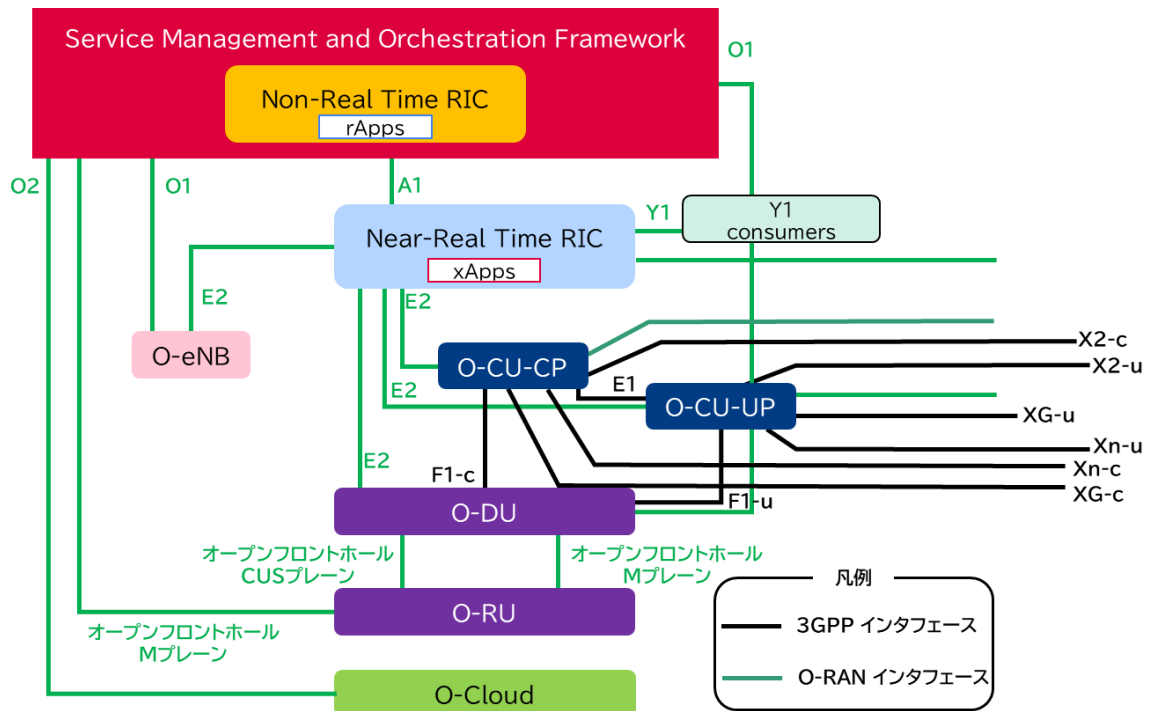 Service Management and Orchestration Framework
O1
Non-Real Time RIC
rApps
O2
O1
A1
Y1
Y1
consumers
Near-Real Time RIC
xApps
E2
E2
O-eNB
X2-c
O-CU-CP
X2-u
E1
E2
O-CU-UP
XG-u
Xn-u
E2
Xn-c
F1-c
XG-c
F1-u
O-DU
オープンフロントホール
CUSプレーン
オープンフロントホール
Mプレーン
凡例
O-RU
3GPP インタフェース
オープンフロントホール
Mプレーン
O-RAN インタフェース
O-Cloud